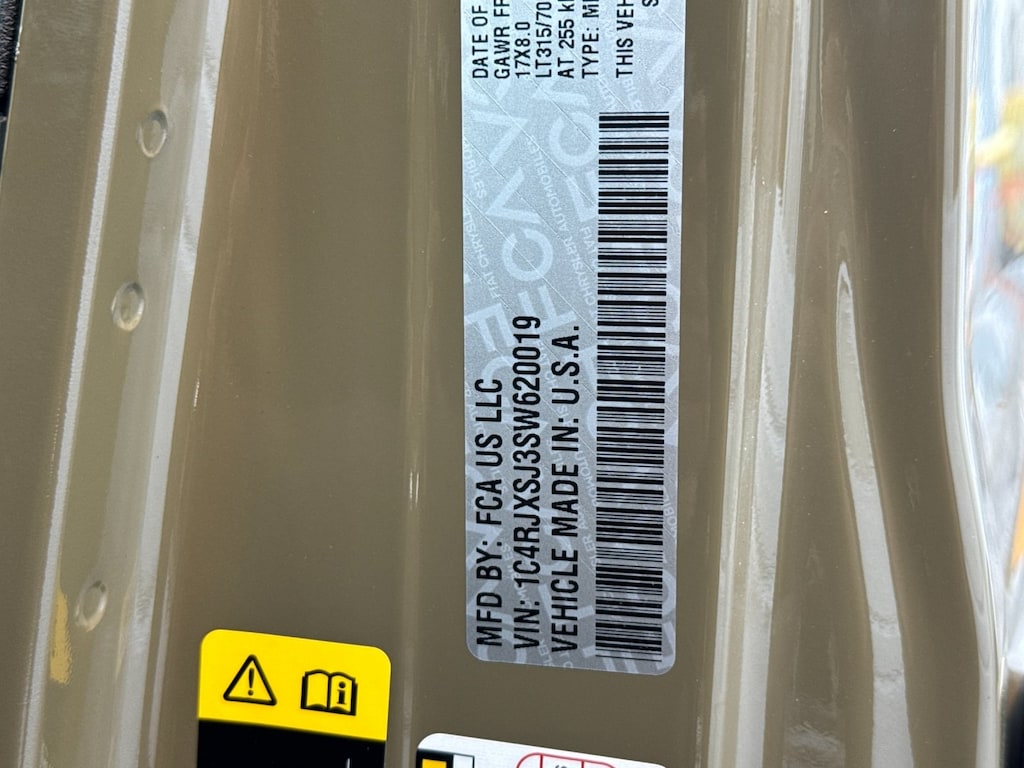 MFD BY: FCA US LLC
VIN: 1C4RJXSJ3SW620019
VEHICLE MADE IN: U.S.A.
DATE OF
GAWR FR
17X8.0
LT315/70
AT 255 k
TYPE:
THIS VEH